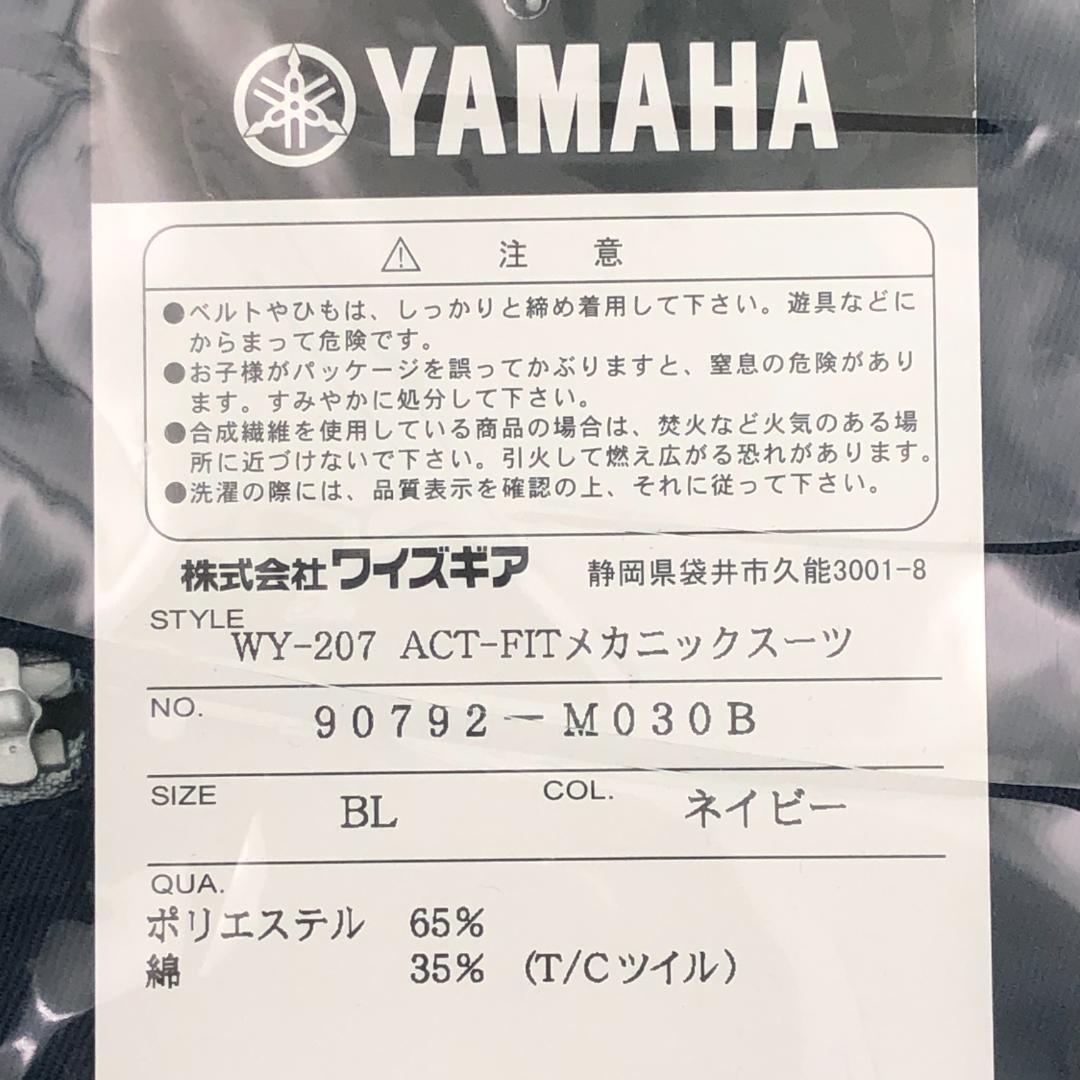 YAMAHA
注 意
●ベルトやひもは、しっかりと締め着用して下さい。遊具などに
からまって危険です。
●お子様がパッケージを誤ってかぶりますと、窒息の危険があり
ます。すみやかに処分して下さい。
●合成繊維を使用している商品の場合は、焚火など火気のある場
所に近づけないで下さい。引火して燃え広がる恐れがあります。
●洗濯の際には、品質表示を確認の上、それに従って下さい。
株式会社ワイズギア 静岡県袋井市久能3001-8
STYLE WY-207 ACT-FITメカニックスーツ
NO. 90792-M030B
SIZE BL COL. ネイビー
QUA.
ポリエステル 65%
綿 35% (T/Cツイル)